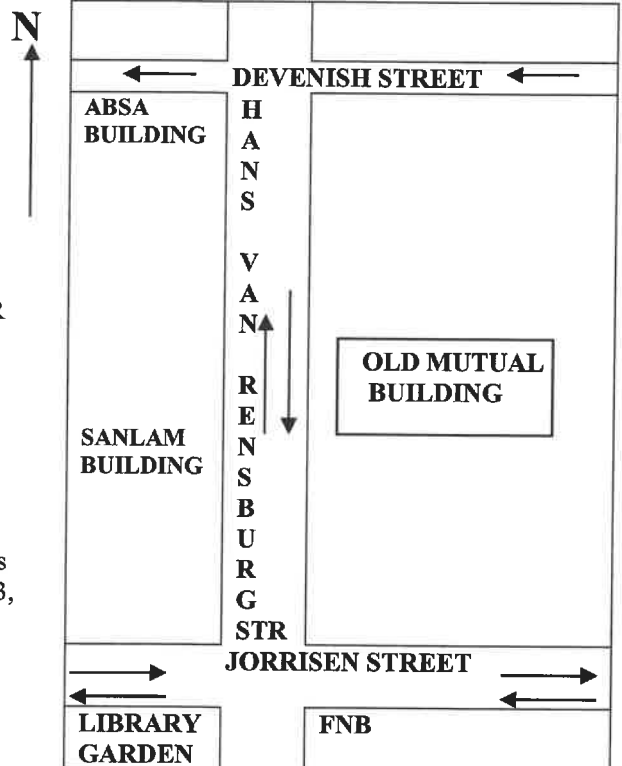 N
DEVENISH STREET
ABSA
BUILDING
HANS VAN RENSBURG STR
OLD MUTUAL
BUILDING
SANLAM
BUILDING
JORRISEN STREET
LIBRARY
GARDEN
FNB